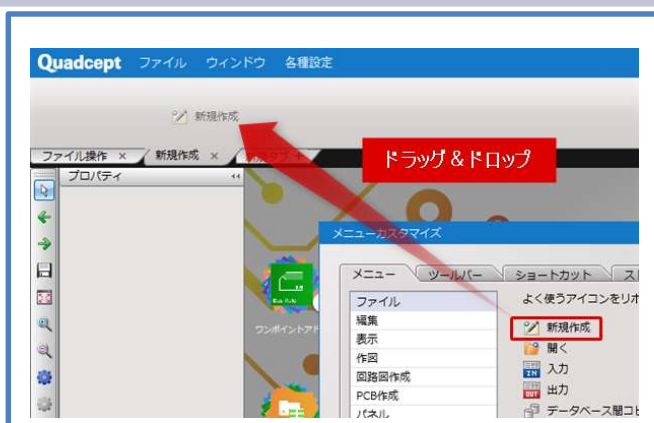 Quadcept ファイル ウィンドウ 各種設定
新規作成
ファイル操作 × 新規作成 ×
ドラッグ＆ドロップ
プロパティ
メニューカスタマイズ
メニュー ツールバー ショートカット
ファイル
よく使うアイコンをリボ
編集
新規作成
表示
開く
作図
入力
回路図作成
出力
PCB作成
データベース間コピ
パネル
ワンポイントアド